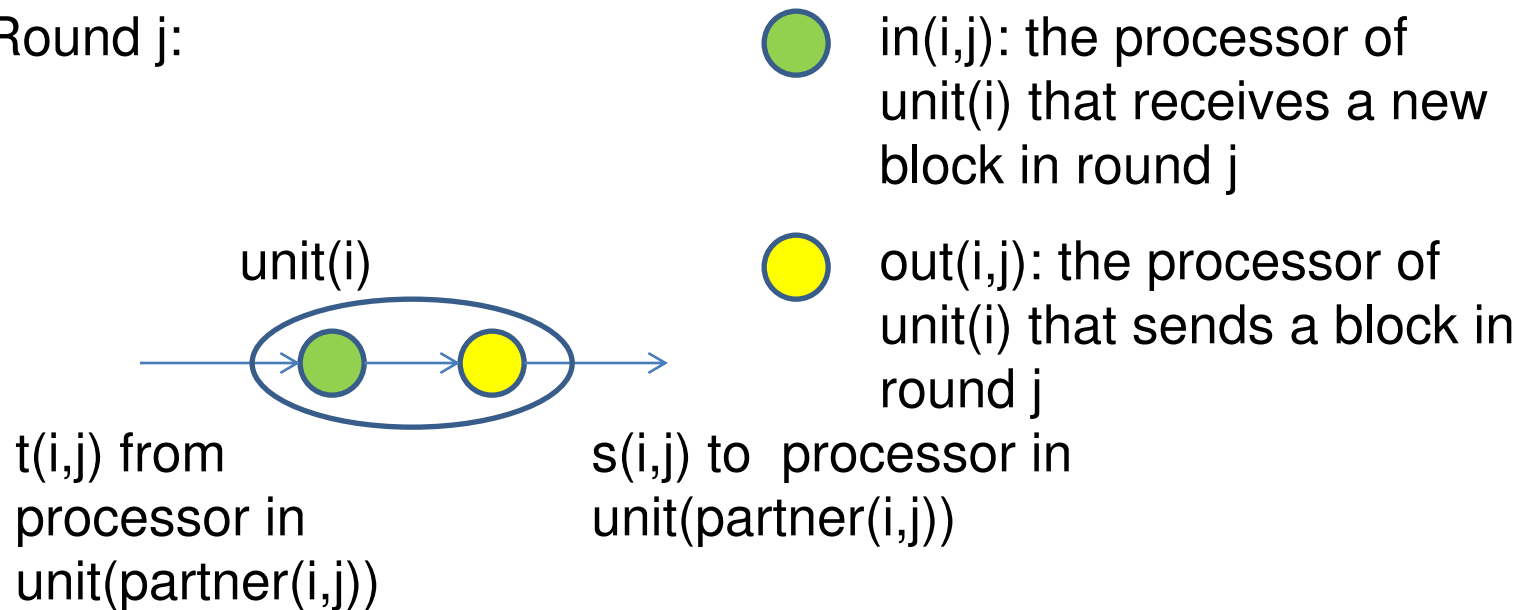 Round j:
in(i,j): the processor of
unit(i) that receives a new
block in round j
unit(i)
out(i,j): the processor of
unit(i) that sends a block in
round j
t(i,j) from
processor in
unit(partner(i,j))
s(i,j) to processor in
unit(partner(i,j))